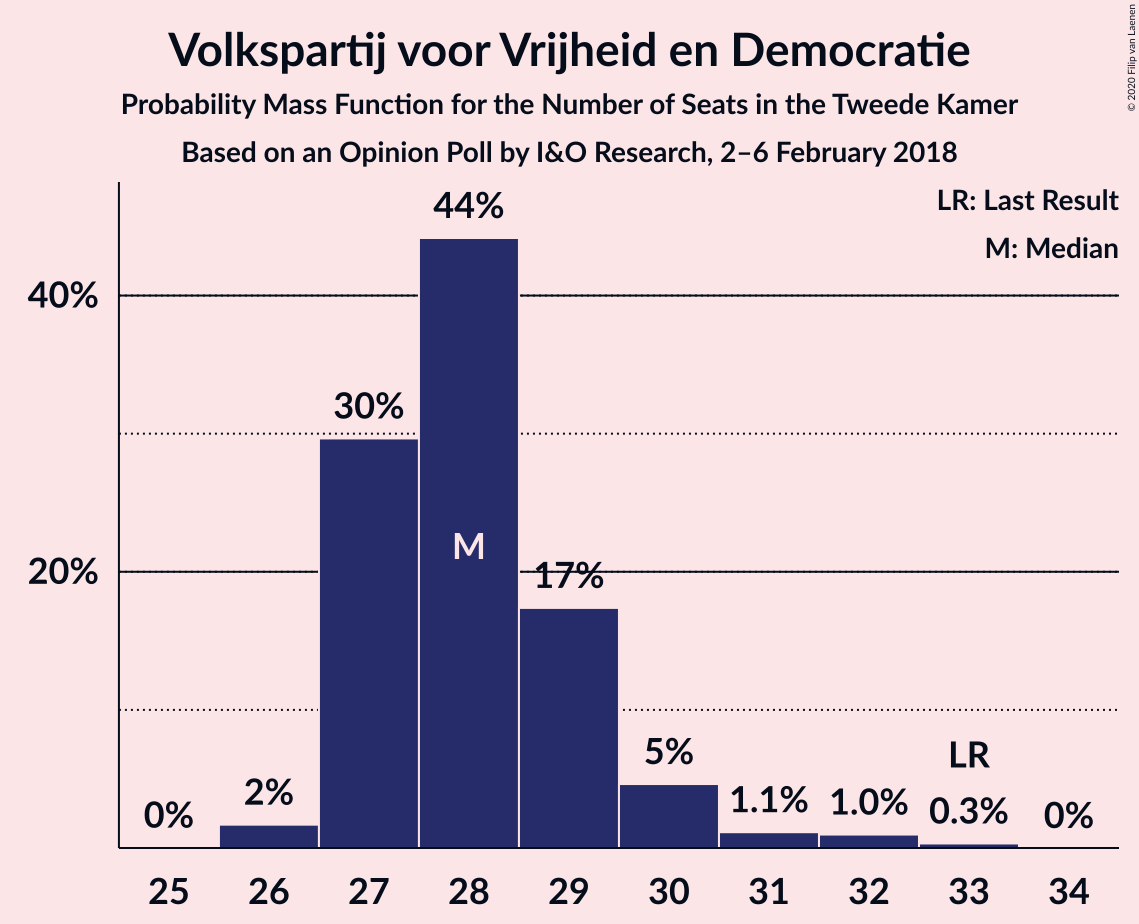 Volkspartij voor Vrijheid en Democratie
Probability Mass Function for the Number of Seats in the Tweede Kamer
Based on an Opinion Poll by I&O Research, 2–6 February 2018
© 2020 Filip van Laenen
LR: Last Result
M: Median
40%
20%
0%
2%
30%
44%
M
17%
5%
1.1%
1.0%
LR
0.3%
0%
25 26 27 28 29 30 31 32 33 34